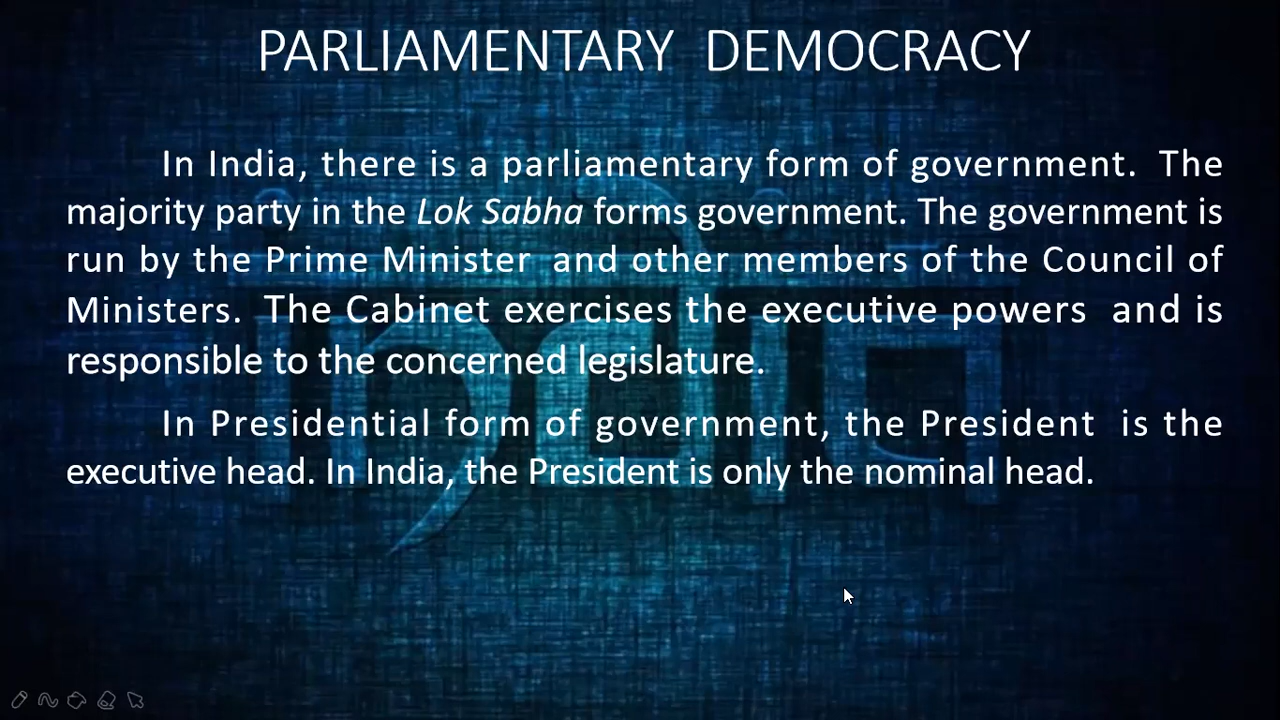 PARLIAMENTARY DEMOCRACY
In India, there is a parliamentary form of government. The
majority party in the Lok Sabha forms government. The government is
run by the Prime Minister and other members of the Council of
Ministers. The Cabinet exercises the executive powers and is
responsible to the concerned legislature.
In Presidential form of government, the President is the
executive head. In India, the President is only the nominal head.